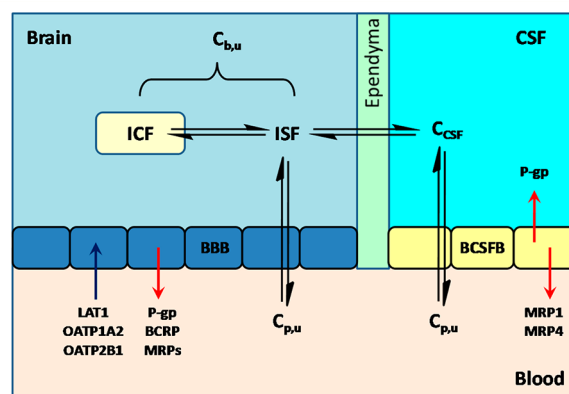 Brain
C_b,u
Ependyma
CSF
ICF
ISF
C_CSF
P-gp
BBB
BCSFB
LAT1
OATP1A2
OATP2B1
P-gp
BCRP
MRPs
C_p,u
C_p,u
MRP1
MRP4
Blood